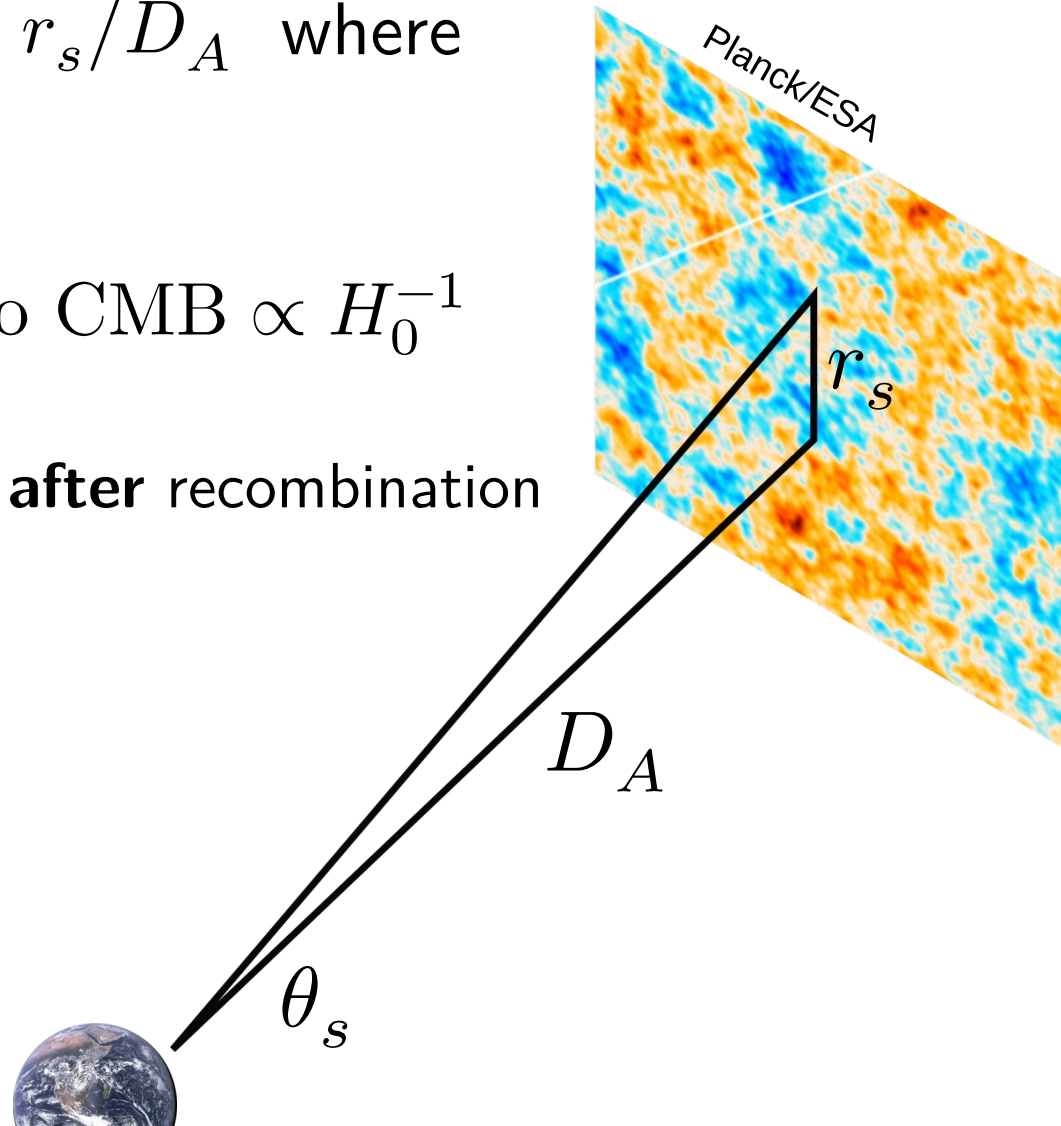 r_s/D_A where
Planck/ESA
o CMB ∝ H_0^{-1}
r_s
after recombination
D_A
θ_s